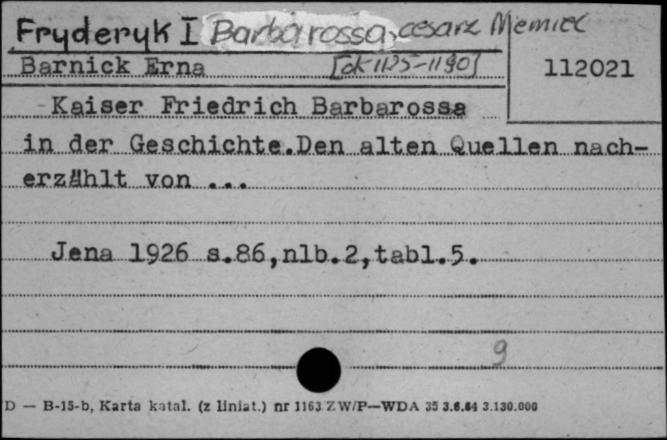 Fryderyk I Barbarossa, cesarz Niemiec
Barnick Erna [ok 1125-1190] 112021
- Kaiser Friedrich Barbarossa
in der Geschichte.Den alten Quellen nach-
erzählt von ...
Jena 1926 s.86,nlb.2,tabl.5.
9
D — B-15-b, Karta katal. (z liniat.) nr 1163 ZW/P—WDA 35 3.6.64 3.130.000